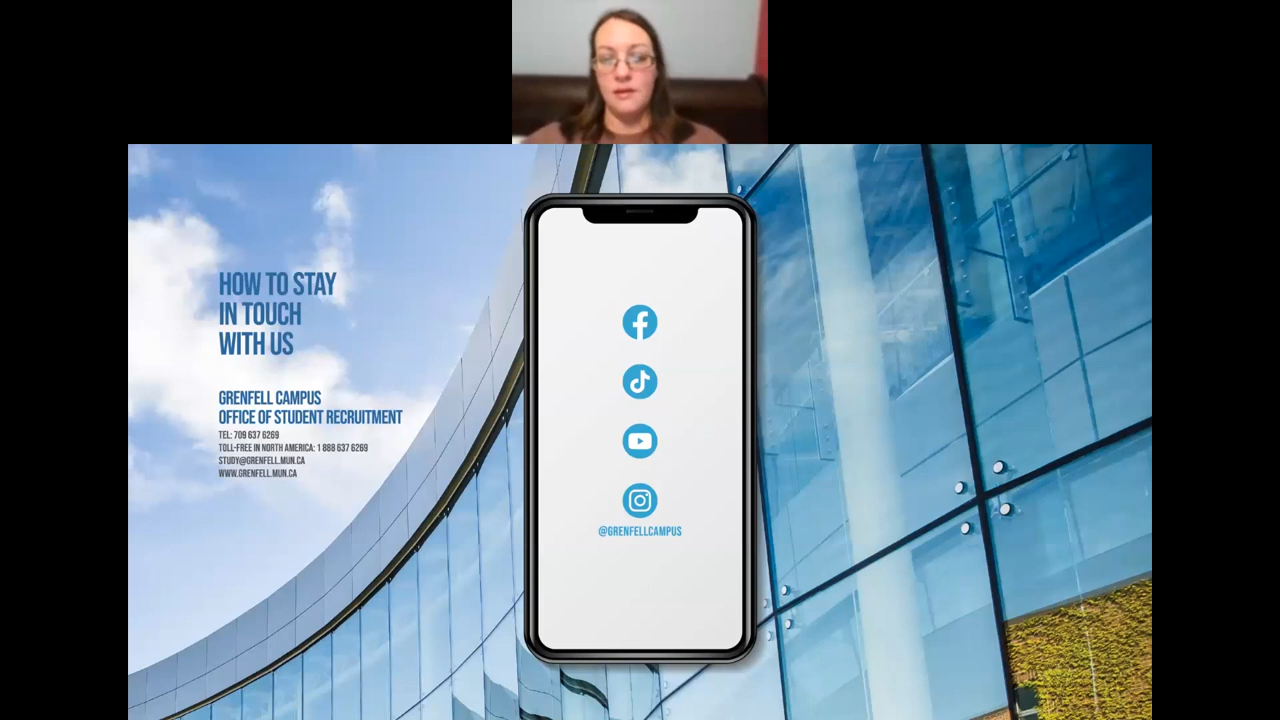 HOW TO STAY
IN TOUCH
WITH US
GRENFELL CAMPUS
OFFICE OF STUDENT RECRUITMENT
TEL: 709 637 6269
TOLL-FREE IN NORTH AMERICA: 1 888 637 6269
STUDY@GRENFELL.MUN.CA
WWW.GRENFELL.MUN.CA
@GRENFELLCAMPUS